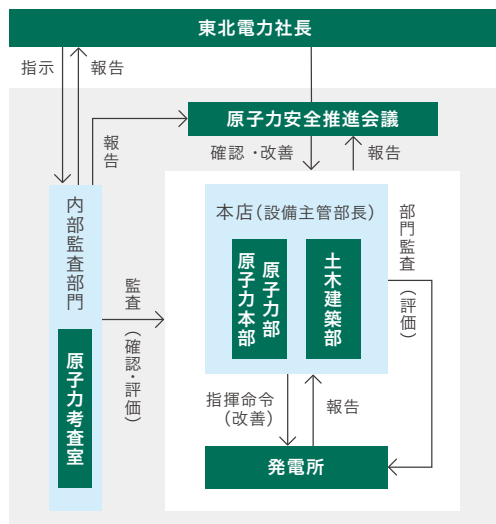 東北電力社長
指示
報告
原子力安全推進会議
報告
確認・改善
報告
内部監査部門
原子力考査室
監査
（確認・評価）
本店（設備主管部長）
原子力本部
原子力部
土木建築部
部門監査
（評価）
指揮命令
（改善）
報告
発電所